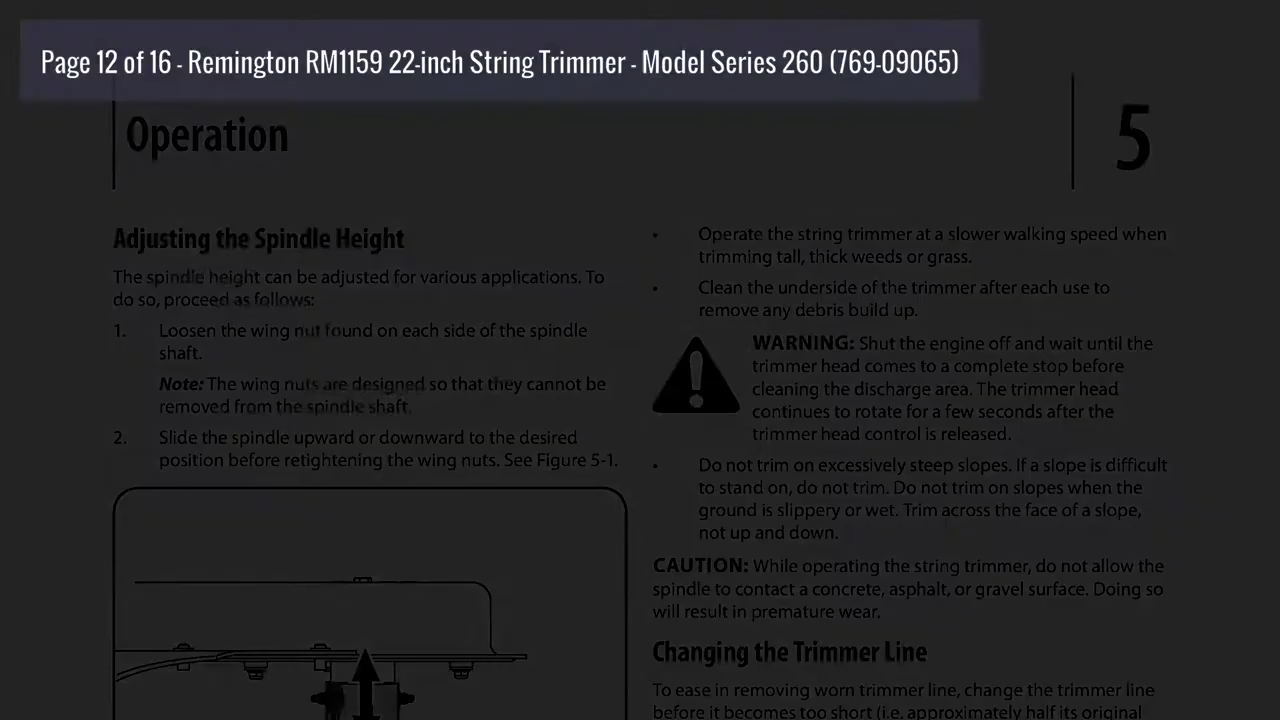 Page 12 of 16 - Remington RM1159 22-inch String Trimmer - Model Series 260 (769-09065)
Operation
5
Adjusting the Spindle Height
The spindle height can be adjusted for various applications. To
do so, proceed as follows:
1. Loosen the wing nut found on each side of the spindle
shaft.
Note: The wing nuts are designed so that they cannot be
removed from the spindle shaft.
2. Slide the spindle upward or downward to the desired
position before retightening the wing nuts. See Figure 5-1.
• Operate the string trimmer at a slower walking speed when
trimming tall, thick weeds or grass.
• Clean the underside of the trimmer after each use to
remove any debris build up.
WARNING: Shut the engine off and wait until the
trimmer head comes to a complete stop before
cleaning the discharge area. The trimmer head
continues to rotate for a few seconds after the
trimmer head control is released.
• Do not trim on excessively steep slopes. If a slope is difficult
to stand on, do not trim. Do not trim on slopes when the
ground is slippery or wet. Trim across the face of a slope,
not up and down.
CAUTION: While operating the string trimmer, do not allow the
spindle to contact a concrete, asphalt, or gravel surface. Doing so
will result in premature wear.
Changing the Trimmer Line
To ease in removing worn trimmer line, change the trimmer line
before it becomes too short (i.e. approximately half its original